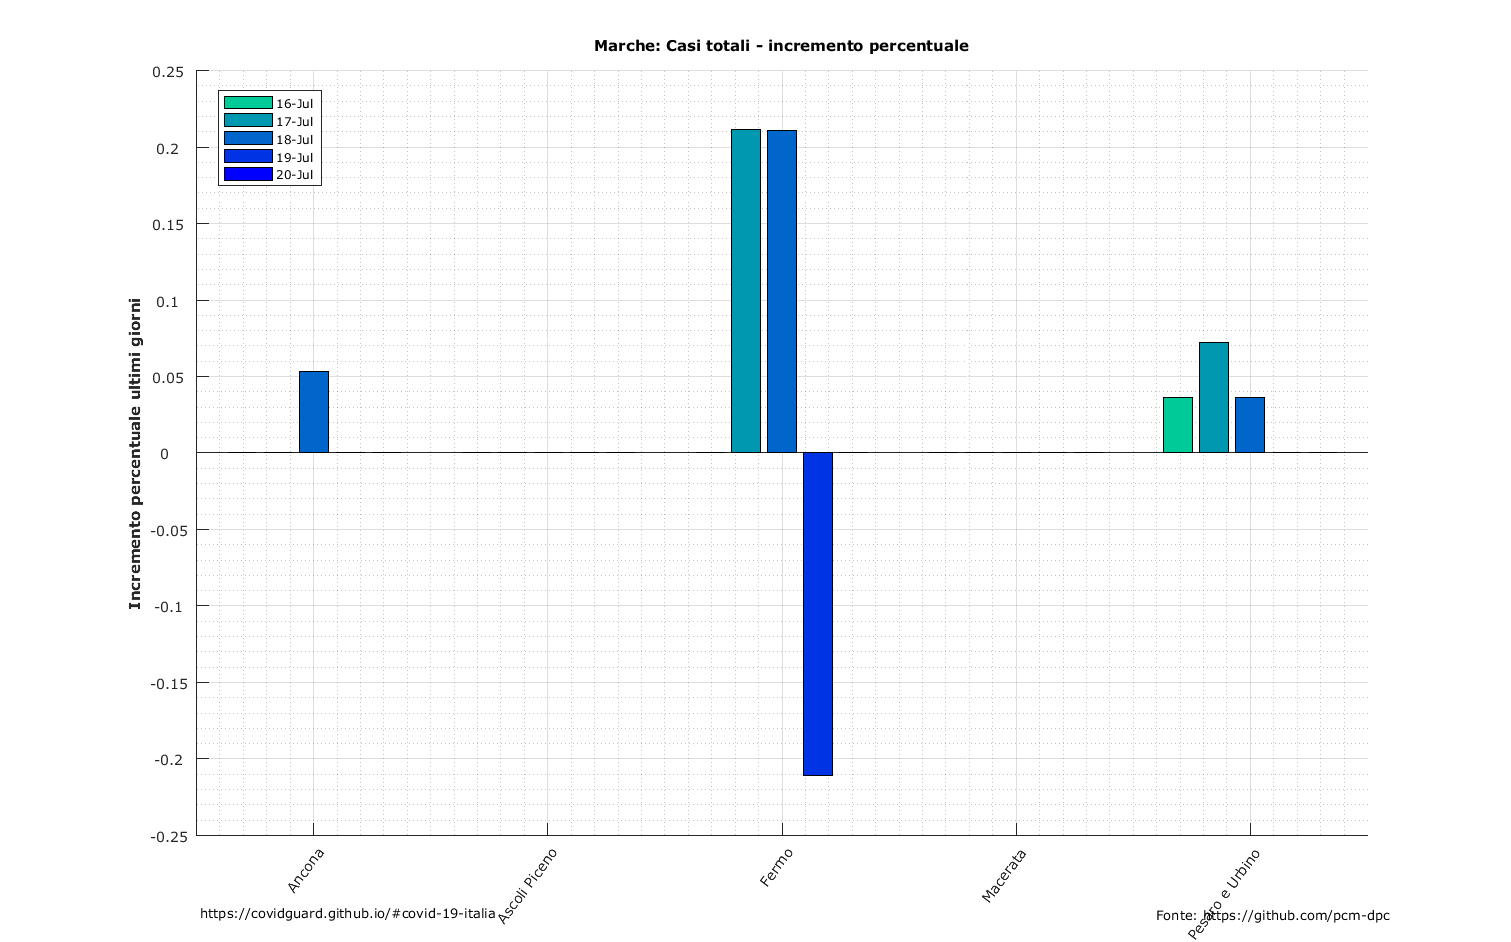 Marche: Casi totali - incremento percentuale
0.25
0.2
0.15
0.1
0.05
0
-0.05
-0.1
-0.15
-0.2
-0.25
Incremento percentuale ultimi giorni
16-Jul
17-Jul
18-Jul
19-Jul
20-Jul
Ancona
Ascoli Piceno
Fermo
Macerata
Pesaro e Urbino
https://covidguard.github.io/#covid-19-italia
Fonte: https://github.com/pcm-dpc